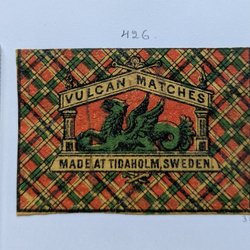 426.
VULCAN MATCHES
MADE AT TIDAHOLM, SWEDEN.